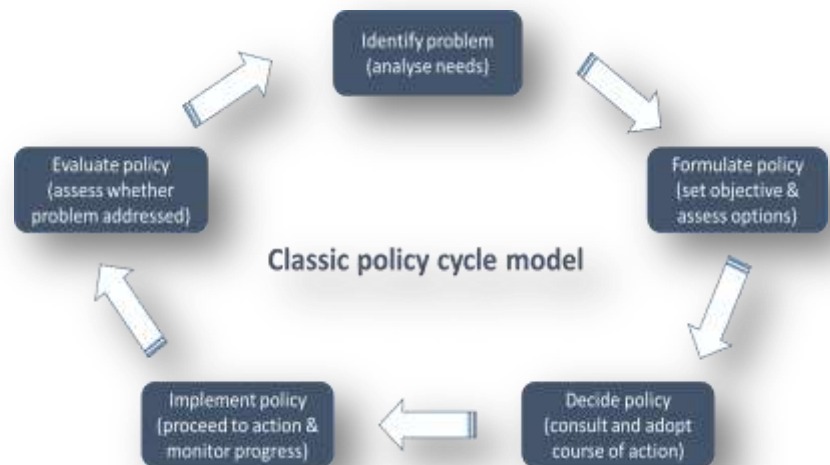 Identify problem
(analyse needs)
Formulate policy
(set objective &
assess options)
Decide policy
(consult and adopt
course of action)
Implement policy
(proceed to action &
monitor progress)
Evaluate policy
(assess whether
problem addressed)
Classic policy cycle model